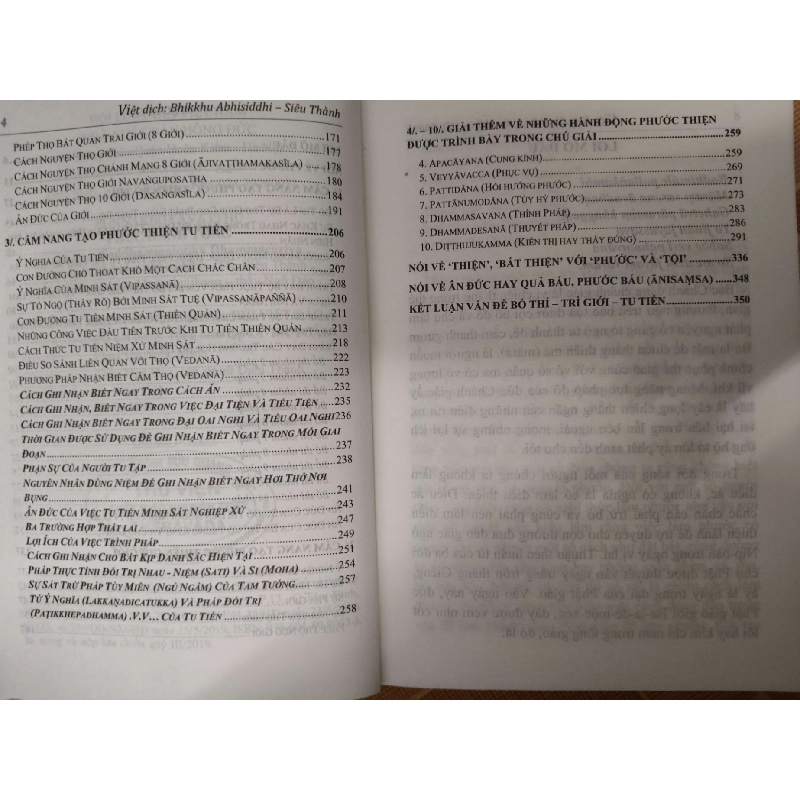 Việt dịch: Bhikkhu Abhisiddhi – Siêu Thành
4
PHÉP THỌ BÁT QUAN TRAI GIỚI (8 GIỚI) 171
CÁCH NGUYỆN THỌ GIỚI 177
CÁCH NGUYỆN THỌ CHÁNH MẠNG 8 GIỚI (ĀJIVAṬṬHAMAKASĪLA) 178
CÁCH NGUYỆN THỌ GIỚI NAVANGUPOSATHA 180
CÁCH NGUYỆN THỌ 10 GIỚI (DASAṄGASĪLA) 184
ÂN ĐỨC CỦA GIỚI 191
3/. CẨM NANG TẠO PHƯỚC THIỆN TU TIẾN 206
Ý NGHĨA CỦA TU TIẾN 206
CON ĐƯỜNG CHO THOÁT KHỔ MỘT CÁCH CHẮC CHẮN 207
Ý NGHĨA CỦA MINH SÁT (VIPASSANĀ) 208
SỰ TỎ NGỘ (THẤY RÕ) BỞI MINH SÁT TUỆ (VIPASSANĀPAÑÑĀ) 210
CON ĐƯỜNG TU TIẾN MINH SÁT (THIỀN QUÁN) 211
NHỮNG CÔNG VIỆC ĐẦU TIÊN TRƯỚC KHI TU TIẾN THIỀN QUÁN 213
CÁCH THỨC TU TIẾN NIỆM XỨ MINH SÁT 218
ĐIỀU SO SÁNH LIÊN QUAN VỚI THỌ (VEDANĀ) 222
PHƯƠNG PHÁP NHẬN BIẾT CẢM THỌ (VEDANĀ) 223
CÁCH GHI NHẬN BIẾT NGAY TRONG CÁCH ĂN 232
CÁCH GHI NHẬN, BIẾT NGAY TRONG VIỆC ĐẠI TIỆN VÀ TIỂU TIỆN 235
CÁCH GHI NHẬN BIẾT NGAY TRONG ĐẠI OAI NGHI VÀ TIỂU OAI NGHI 236
THỜI GIAN ĐƯỢC SỬ DỤNG ĐỂ GHI NHẬN BIẾT NGAY TRONG MỖI GIAI
ĐOẠN 237
PHẬN SỰ CỦA NGƯỜI TU TẬP 238
NGUYÊN NHÂN DÙNG NIỆM ĐỂ GHI NHẬN BIẾT NGAY HƠI THỞ NƠI
BỤNG 241
ÂN ĐỨC CỦA VIỆC TU TIẾN MINH SÁT NGHIỆP XỨ 243
BA TRƯỜNG HỢP THẤT LẠI 247
LỢI ÍCH CỦA VIỆC TRÌNH PHÁP 249
CÁCH GHI NHẬN CHO BẮT KỊP DANH SẮC HIỆN TẠI 251
PHÁP THỰC TÍNH ĐỐI TRỊ NHAU - NIỆM (SATI) VÀ SI (MOHA) 254
SỰ SÁT TRỪ PHÁP TÙY MIÊN (NGỦ NGẦM) CỦA TAM TƯỚNG 257
TỨ Ý NGHĨA (LAKKAṆADICATUKKA) VÀ PHÁP ĐỐI TRỊ
(PAṬIKKHEPADHAMMA) .V.V... CỦA TU TIẾN 258
4/. – 10/. GIẢI THÊM VỀ NHỮNG HÀNH ĐỘNG PHƯỚC THIỆN
ĐƯỢC TRÌNH BÀY TRONG CHÚ GIẢI 259
4. APACĀYANA (CUNG KÍNH) 259
5. VEYYĀVACCA (PHỤC VỤ) 269
6. PATTIDĀNA (HỒI HƯỚNG PHƯỚC) 271
7. PATTĀNUMODĀNA (TÙY HỶ PHƯỚC) 273
8. DHAMMASAVANA (THÍNH PHÁP) 283
9. DHAMMADESANĀ (THUYẾT PHÁP) 286
10. DIṬṬHIJUKAMMA (KIẾN THỊ HAY THẤY ĐÚNG) 291
NÓI VỀ ‘THIỆN’, ‘BẤT THIỆN’ VỚI ‘PHƯỚC’ VÀ ‘TỘI’ 336
NÓI VỀ ÂN ĐỨC HAY QUẢ BÁU, PHƯỚC BÁU (ĀNISAṂSA) 348
KẾT LUẬN VẤN ĐỀ BỐ THÍ – TRÌ GIỚI – TU TIẾN 350